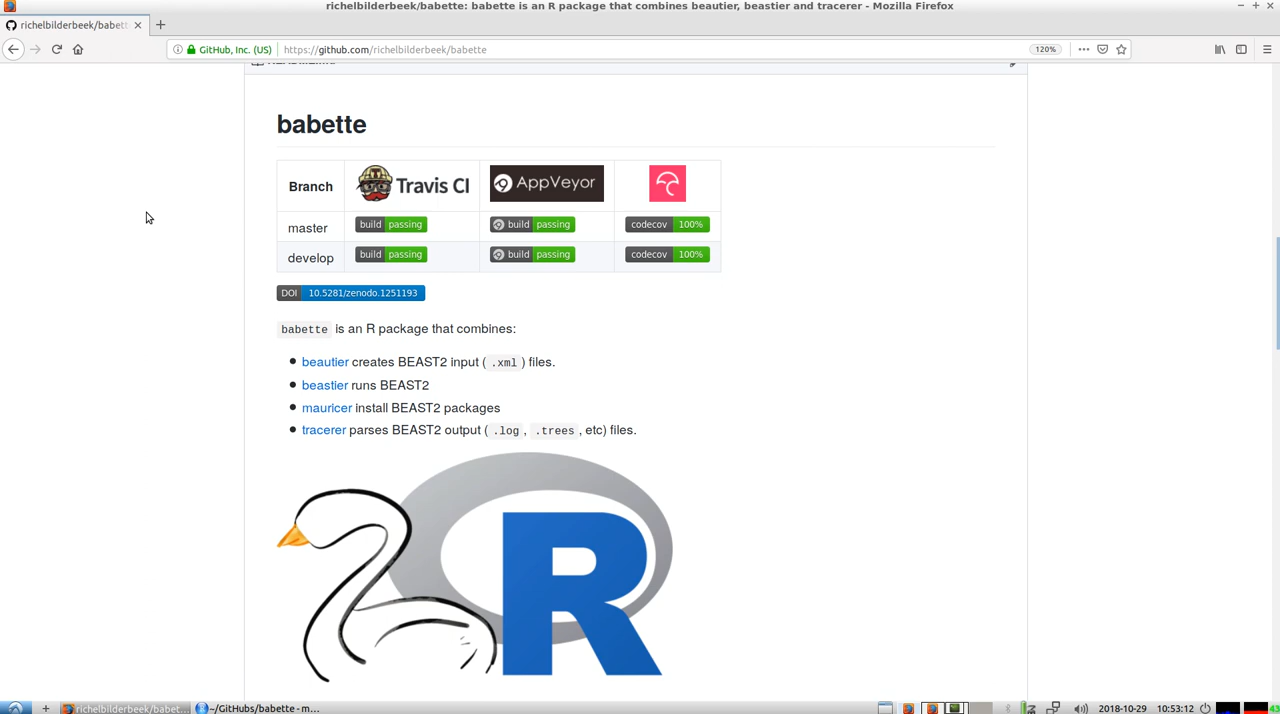 richelbilderbeek/babette: babette is an R package that combines beautier, beastier and tracerer - Mozilla Firefox
richelbilderbeek/babett
GitHub, Inc. (US) https://github.com/richelbilderbeek/babette 120%
babette
Branch Travis CI AppVeyor
master build passing build passing codecov 100%
develop build passing build passing codecov 100%
DOI 10.5281/zenodo.1251193
babette is an R package that combines:
beautier creates BEAST2 input ( .xml ) files.
beastier runs BEAST2
mauricer install BEAST2 packages
tracerer parses BEAST2 output ( .log , .trees , etc) files.
R
richelbilderbeek/babet... ~/GitHubs/babette - m... 2018-10-29 10:53:12